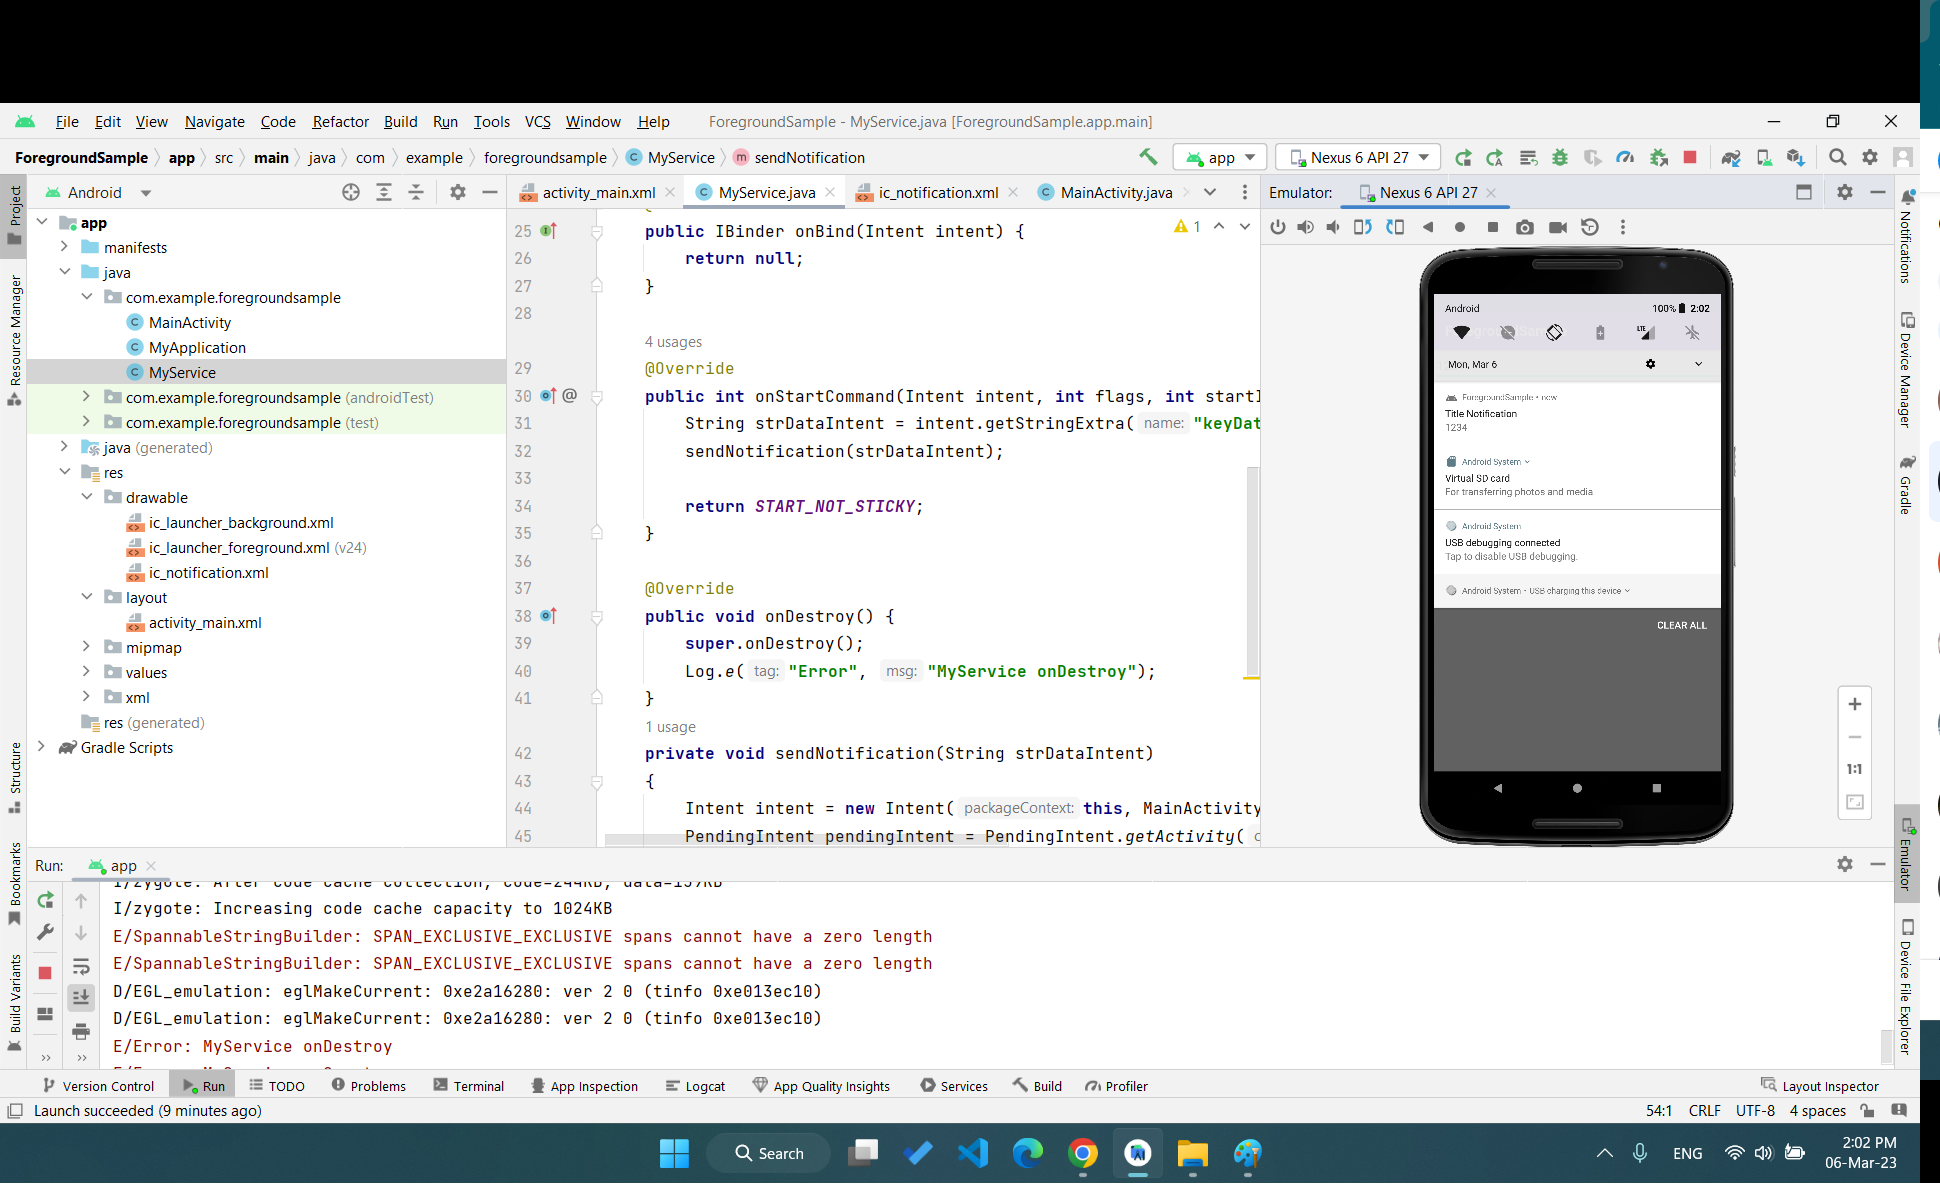 File Edit View Navigate Code Refactor Build Run Tools VCS Window Help ForegroundSample - MyService.java [ForegroundSample.app.main]
ForegroundSample app src main java com example foregroundsample MyService sendNotification app Nexus 6 API 27
Android
activity_main.xml MyService.java ic_notification.xml MainActivity.java
Emulator: Nexus 6 API 27
Project
Resource Manager
Structure
Bookmarks
Build Variants
app
manifests
java
com.example.foregroundsample
MainActivity
MyApplication
MyService
com.example.foregroundsample (androidTest)
com.example.foregroundsample (test)
java (generated)
res
drawable
ic_launcher_background.xml
ic_launcher_foreground.xml (v24)
ic_notification.xml
layout
activity_main.xml
mipmap
values
xml
res (generated)
Gradle Scripts
1
25 public IBinder onBind(Intent intent) {
26 return null;
27 }
28
4 usages
29 @Override
30 @ public int onStartCommand(Intent intent, int flags, int startI
31 String strDataIntent = intent.getStringExtra( name: "keyDat
32 sendNotification(strDataIntent);
33
34 return START_NOT_STICKY;
35 }
36
37 @Override
38 public void onDestroy() {
39 super.onDestroy();
40 Log.e( tag: "Error", msg: "MyService onDestroy");
41 }
1 usage
42 private void sendNotification(String strDataIntent)
43 {
44 Intent intent = new Intent( packageContext: this, MainActivity
45 PendingIntent pendingIntent = PendingIntent.getActivity( c
Android 100% 2:02
LTE
Mon, Mar 6
ForegroundSample • now
Title Notification
1234
Android System
Virtual SD card
For transferring photos and media
Android System
USB debugging connected
Tap to disable USB debugging.
Android System - USB charging this device
CLEAR ALL
1:1
Notifications
Device Manager
Gradle
Emulator
Device File Explorer
Run: app
I/zygote: After code cache collection, code=244KB, data=159KB
I/zygote: Increasing code cache capacity to 1024KB
E/SpannableStringBuilder: SPAN_EXCLUSIVE_EXCLUSIVE spans cannot have a zero length
E/SpannableStringBuilder: SPAN_EXCLUSIVE_EXCLUSIVE spans cannot have a zero length
D/EGL_emulation: eglMakeCurrent: 0xe2a16280: ver 2 0 (tinfo 0xe013ec10)
D/EGL_emulation: eglMakeCurrent: 0xe2a16280: ver 2 0 (tinfo 0xe013ec10)
E/Error: MyService onDestroy
Version Control Run TODO Problems Terminal App Inspection Logcat App Quality Insights Services Build Profiler Layout Inspector
Launch succeeded (9 minutes ago) 54:1 CRLF UTF-8 4 spaces
Search ENG 2:02 PM
06-Mar-23